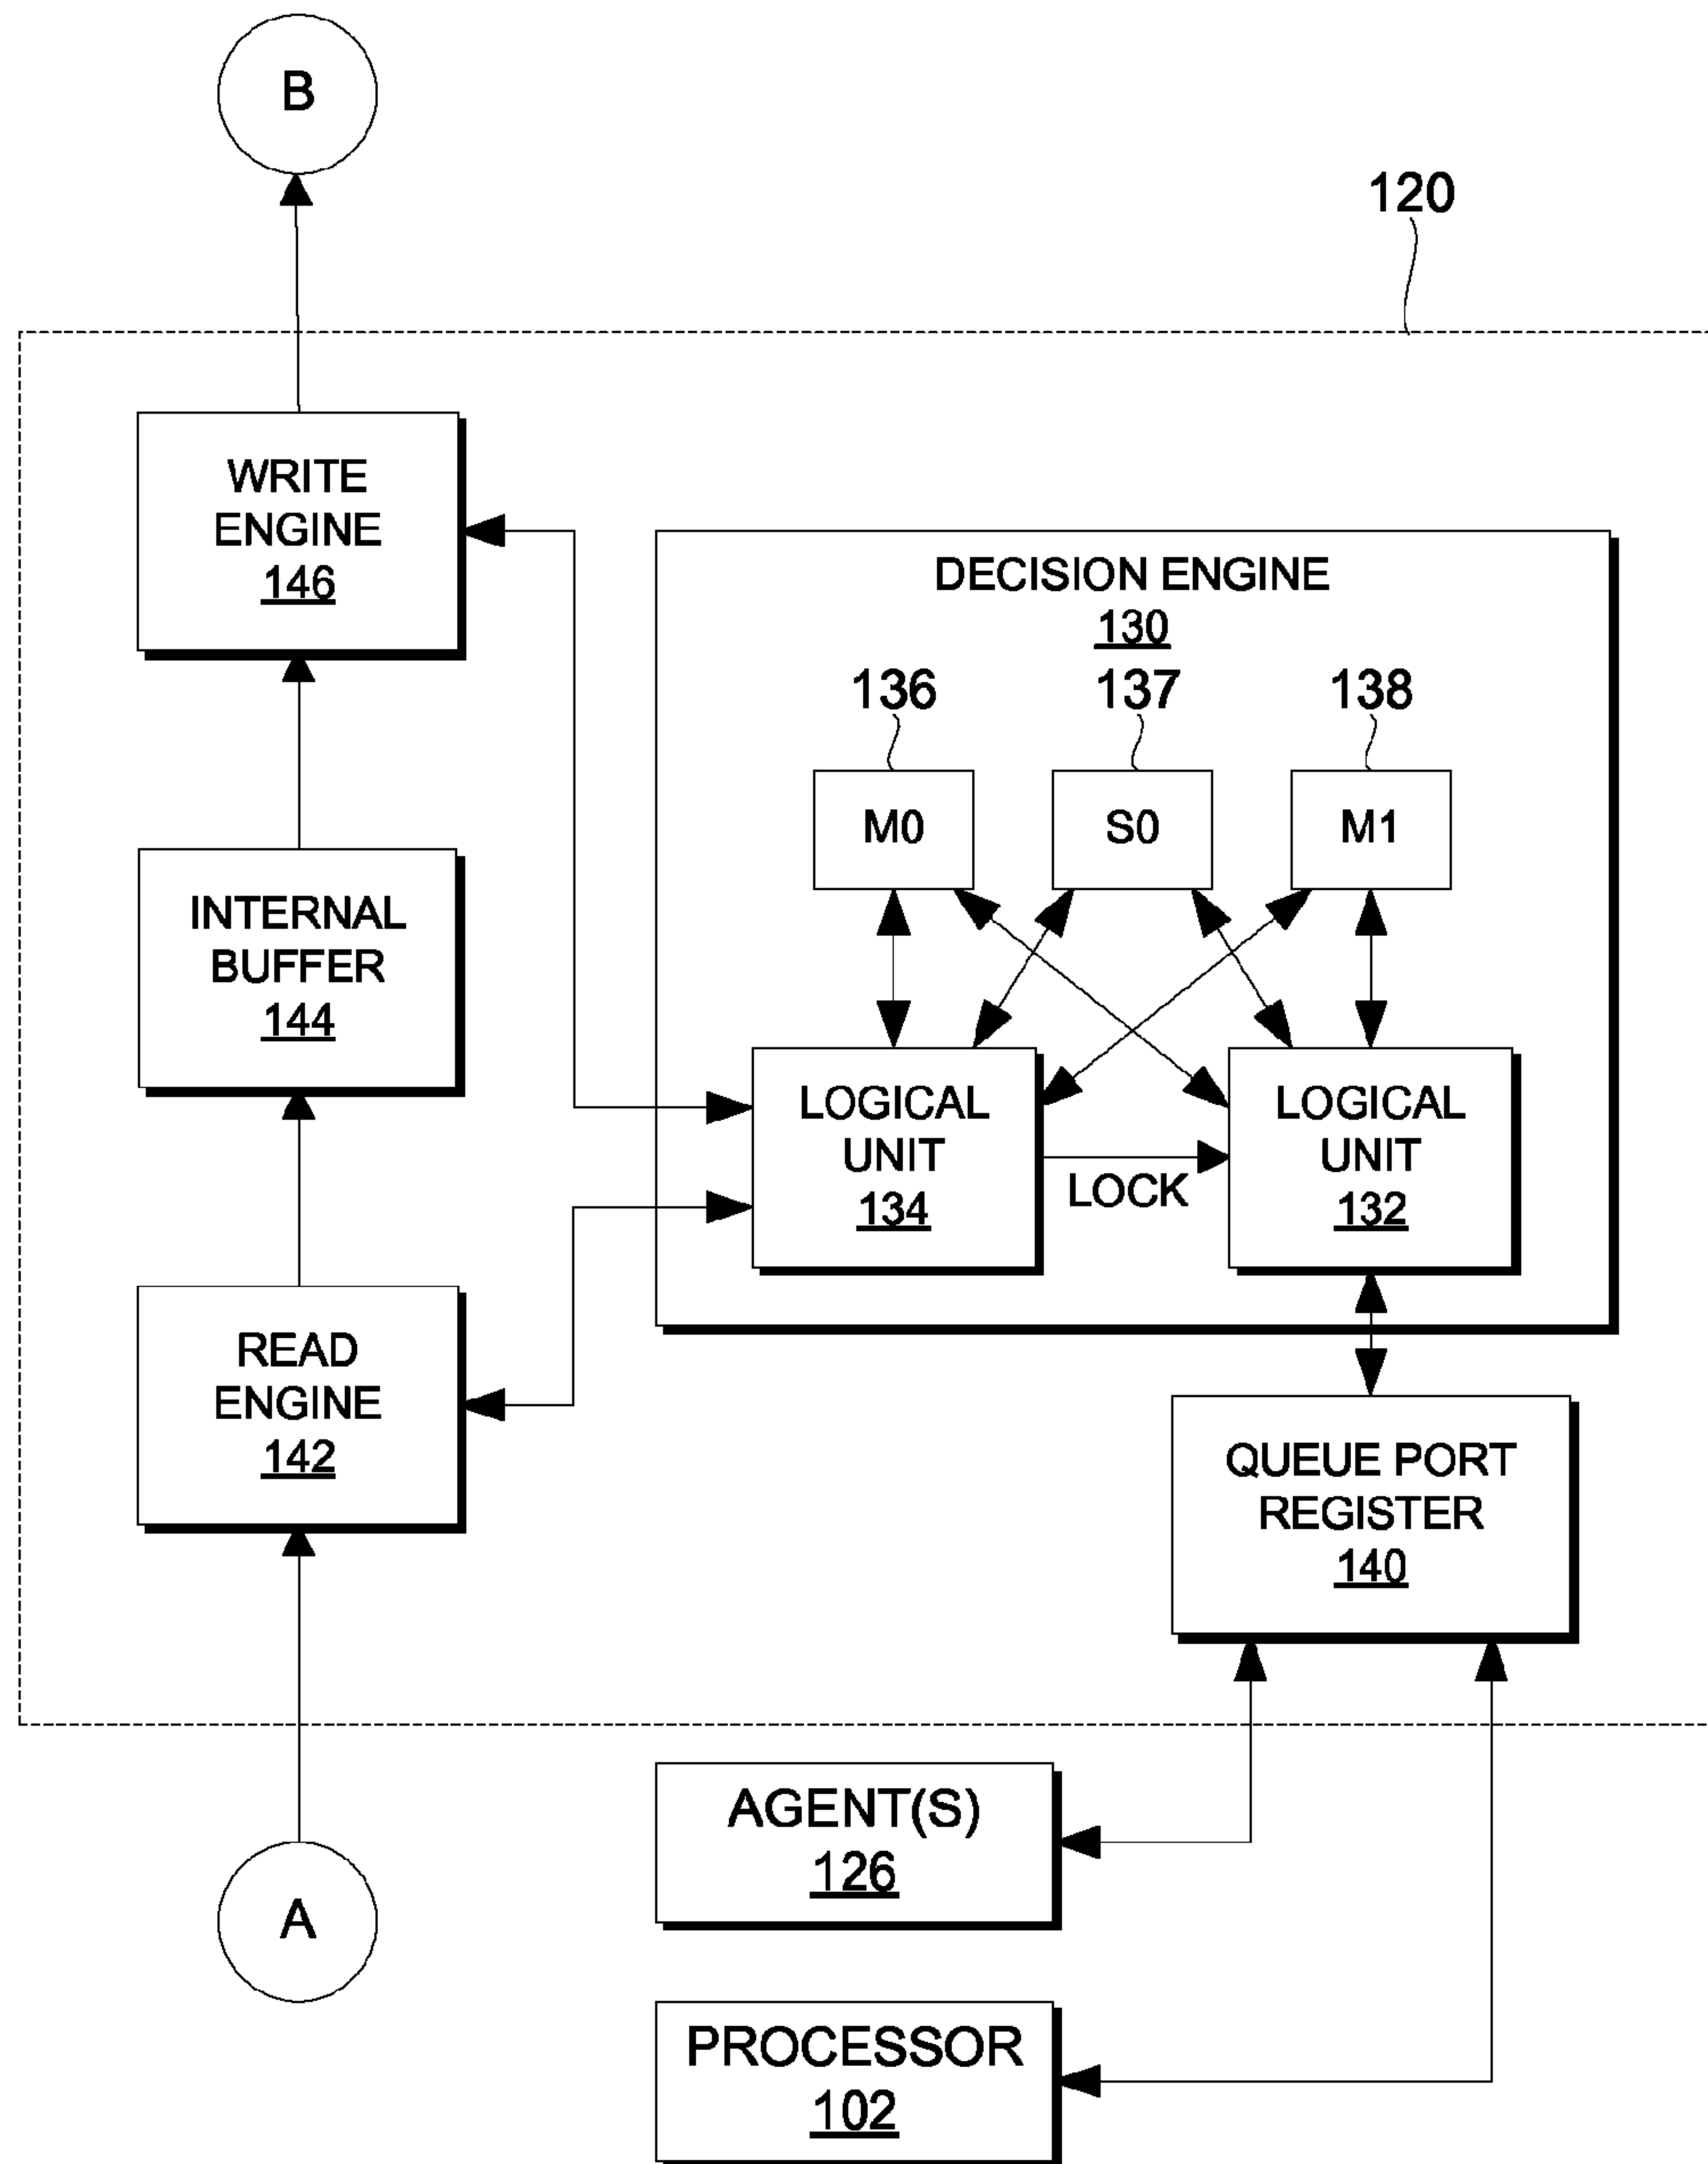 B
120
WRITE
ENGINE
146
DECISION ENGINE
130
136
137
138
M0
S0
M1
INTERNAL
BUFFER
144
LOGICAL
UNIT
134
LOCK
LOGICAL
UNIT
132
READ
ENGINE
142
QUEUE PORT
REGISTER
140
AGENT(S)
126
A
PROCESSOR
102